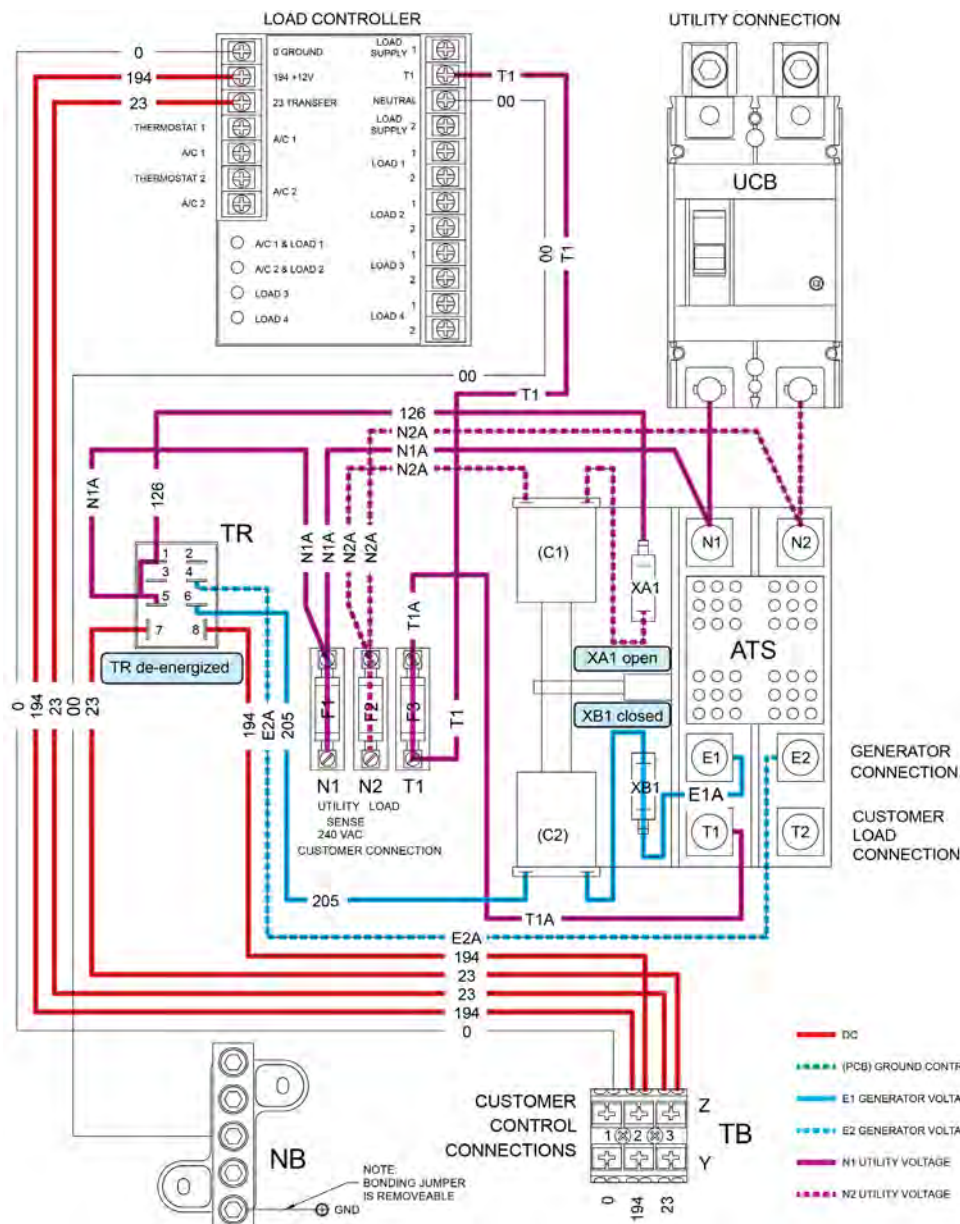 LOAD CONTROLLER
UTILITY CONNECTION
0
194
23
0 GROUND
194 +12V
23 TRANSFER
THERMOSTAT 1
A/C 1
A/C 1
THERMOSTAT 2
A/C 2
A/C 2
LOAD
SUPPLY 1
T1
NEUTRAL
LOAD
SUPPLY 2
LOAD 1
1
2
LOAD 2
1
2
LOAD 3
1
2
LOAD 4
1
2
A/C 1 & LOAD 1
A/C 2 & LOAD 2
LOAD 3
LOAD 4
T1
00
00
T1
UCB
00
T1
126
N2A
N1A
N2A
N1A
126
TR
1 2
3 4
5 6
7 8
TR de-energized
N1A
N1A
N2A
N2A
T1A
(C1)
XA1
N1
N2
ATS
XA1 open
XB1 closed
F1
F2
F3
T1
N1
N2
T1
UTILITY LOAD
SENSE
240 VAC
CUSTOMER CONNECTION
(C2)
XB1
E1
E2
E1A
T1
T2
GENERATOR
CONNECTION
CUSTOMER
LOAD
CONNECTION
0
194
23
00
23
194
E2A
205
205
T1A
E2A
194
23
23
194
0
CUSTOMER
CONTROL
CONNECTIONS
1 2 3
Z
TB
Y
0
194
23
NB
NOTE:
BONDING JUMPER
IS REMOVEABLE
GND
DC
(PCB) GROUND CONTR
E1 GENERATOR VOLTA
E2 GENERATOR VOLTA
N1 UTILITY VOLTAGE
N2 UTILITY VOLTAGE